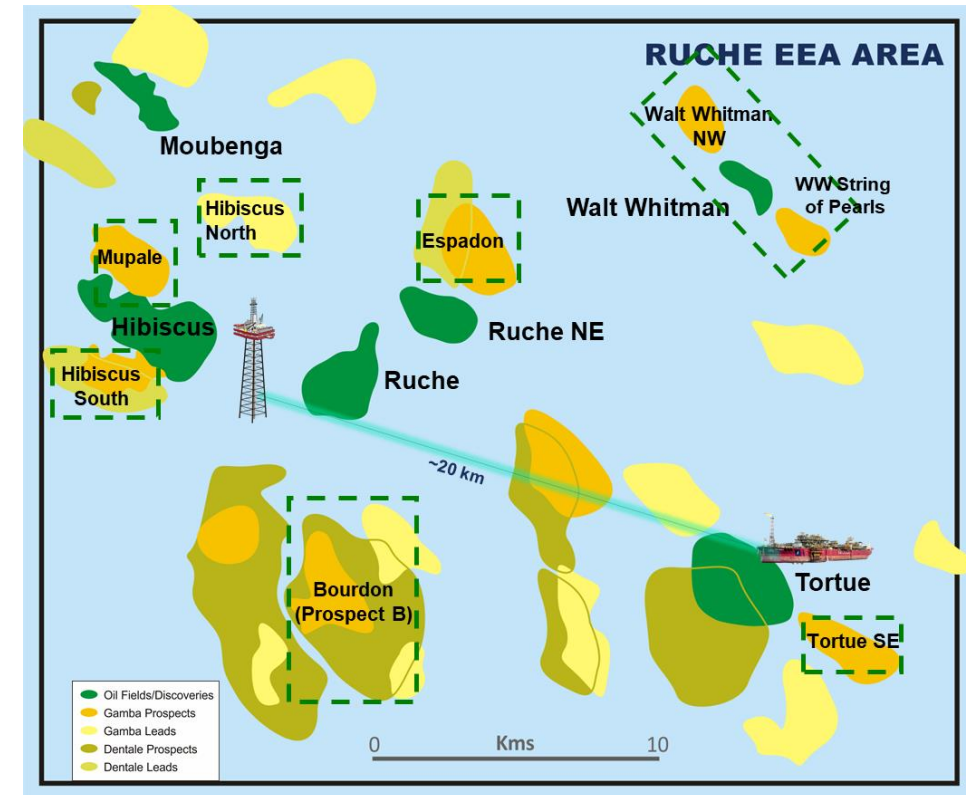 RUCHE EEA AREA
Walt Whitman
NW
Moubenga
WW String
of Pearls
Walt Whitman
Hibiscus
North
Espadon
Mupale
Hibiscus
Ruche NE
Hibiscus
South
Ruche
~20 km
Bourdon
(Prospect B)
Tortue
Tortue SE
Oil Fields/Discoveries
Gamba Prospects
Gamba Leads
Dentale Prospects
Dentale Leads
0 Kms 10